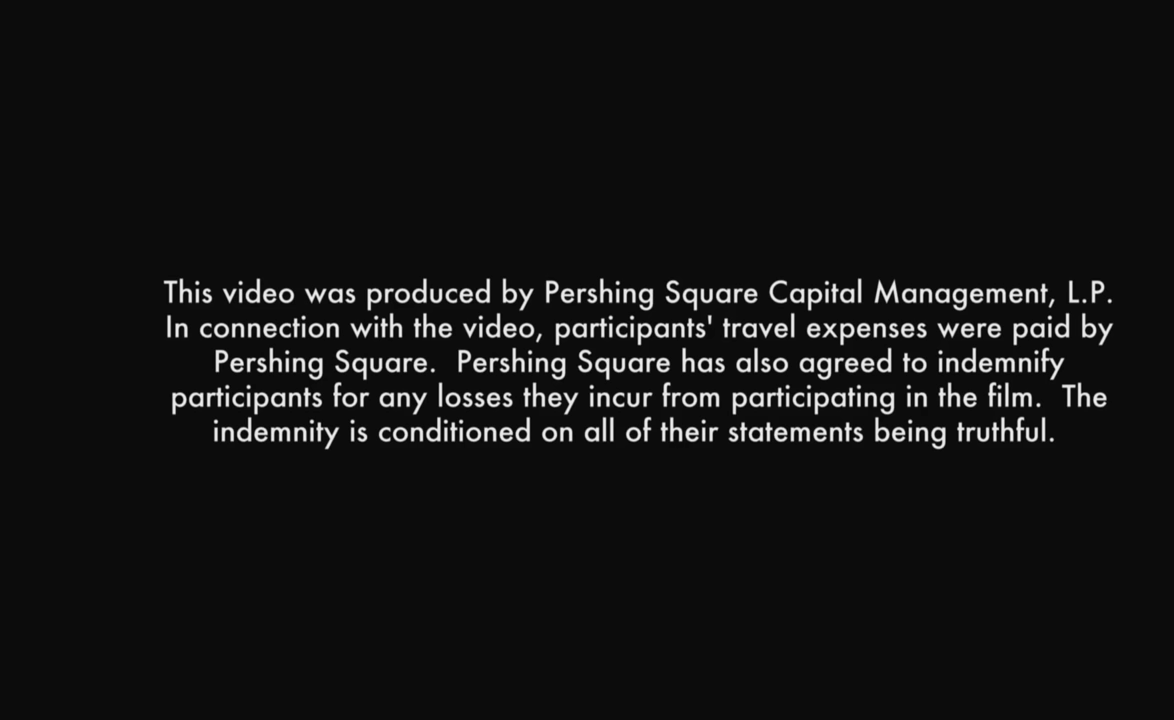 This video was produced by Pershing Square Capital Management, L.P.
In connection with the video, participants' travel expenses were paid by
Pershing Square.  Pershing Square has also agreed to indemnify
participants for any losses they incur from participating in the film.  The
indemnity is conditioned on all of their statements being truthful.